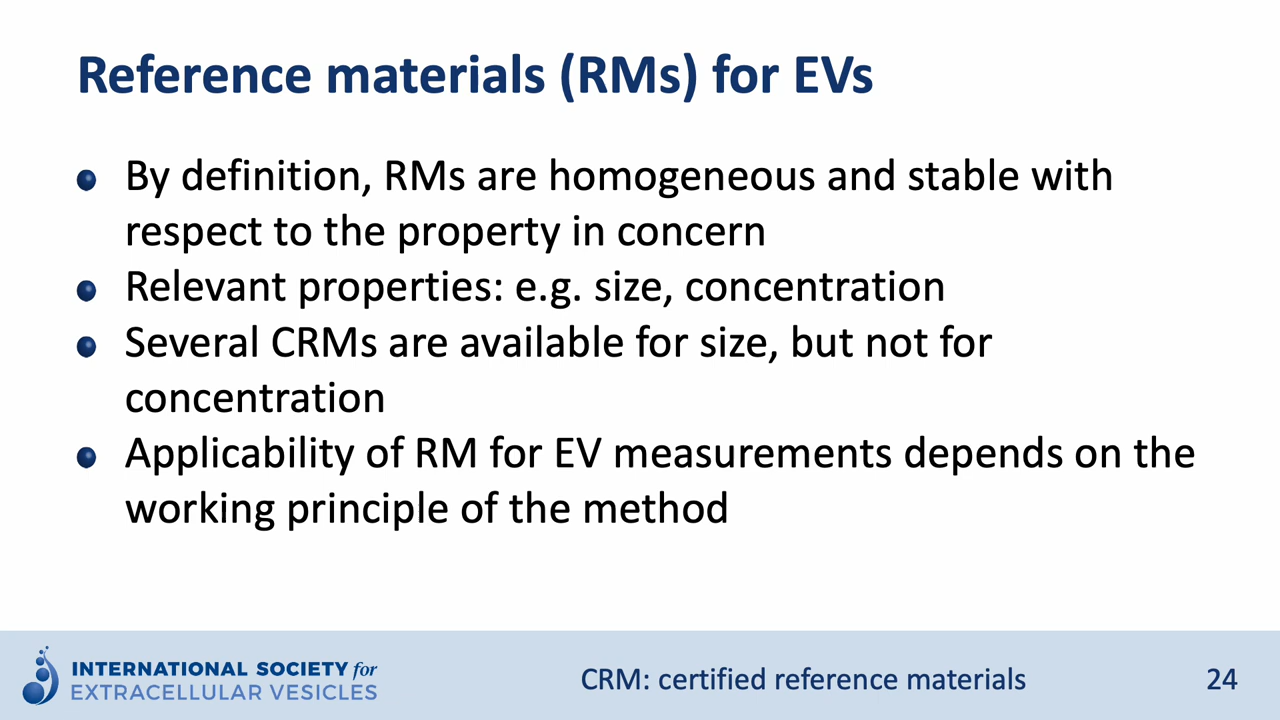 Reference materials (RMs) for EVs
By definition, RMs are homogeneous and stable with
respect to the property in concern
Relevant properties: e.g. size, concentration
Several CRMs are available for size, but not for
concentration
Applicability of RM for EV measurements depends on the
working principle of the method
INTERNATIONAL SOCIETY for
EXTRACELLULAR VESICLES
CRM: certified reference materials
24